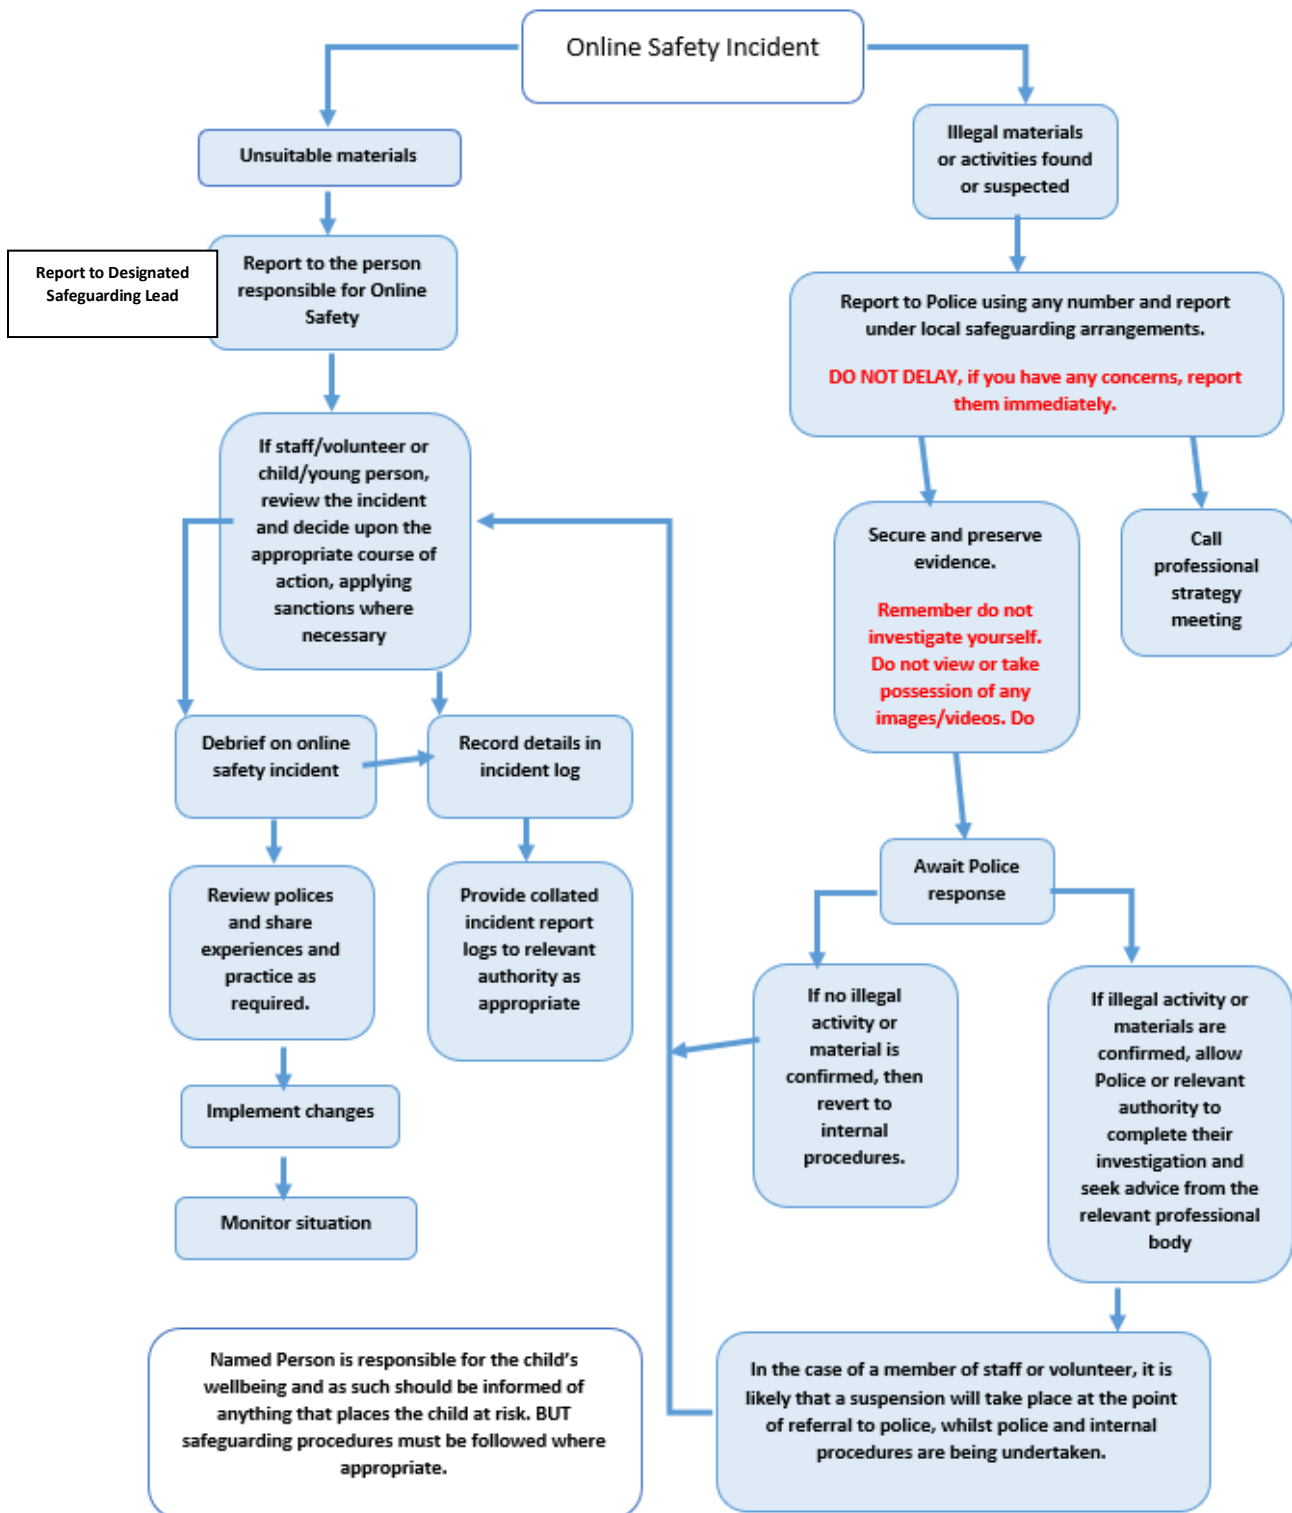 Online Safety Incident
Unsuitable materials
Illegal materials
or activities found
or suspected
Report to Designated
Safeguarding Lead
Report to the person
responsible for Online
Safety
Report to Police using any number and report
under local safeguarding arrangements.
DO NOT DELAY, if you have any concerns, report
them immediately.
If staff/volunteer or
child/young person,
review the incident
and decide upon the
appropriate course of
action, applying
sanctions where
necessary
Secure and preserve
evidence.
Remember do not
investigate yourself.
Do not view or take
possession of any
images/videos. Do
Call
professional
strategy
meeting
Debrief on online
safety incident
Record details in
incident log
Review polices
and share
experiences and
practice as
required.
Provide collated
incident report
logs to relevant
authority as
appropriate
Await Police
response
If no illegal
activity or
material is
confirmed, then
revert to
internal
procedures.
If illegal activity or
materials are
confirmed, allow
Police or relevant
authority to
complete their
investigation and
seek advice from the
relevant professional
body
Implement changes
Monitor situation
Named Person is responsible for the child's
wellbeing and as such should be informed of
anything that places the child at risk. BUT
safeguarding procedures must be followed where
appropriate.
In the case of a member of staff or volunteer, it is
likely that a suspension will take place at the point
of referral to police, whilst police and internal
procedures are being undertaken.